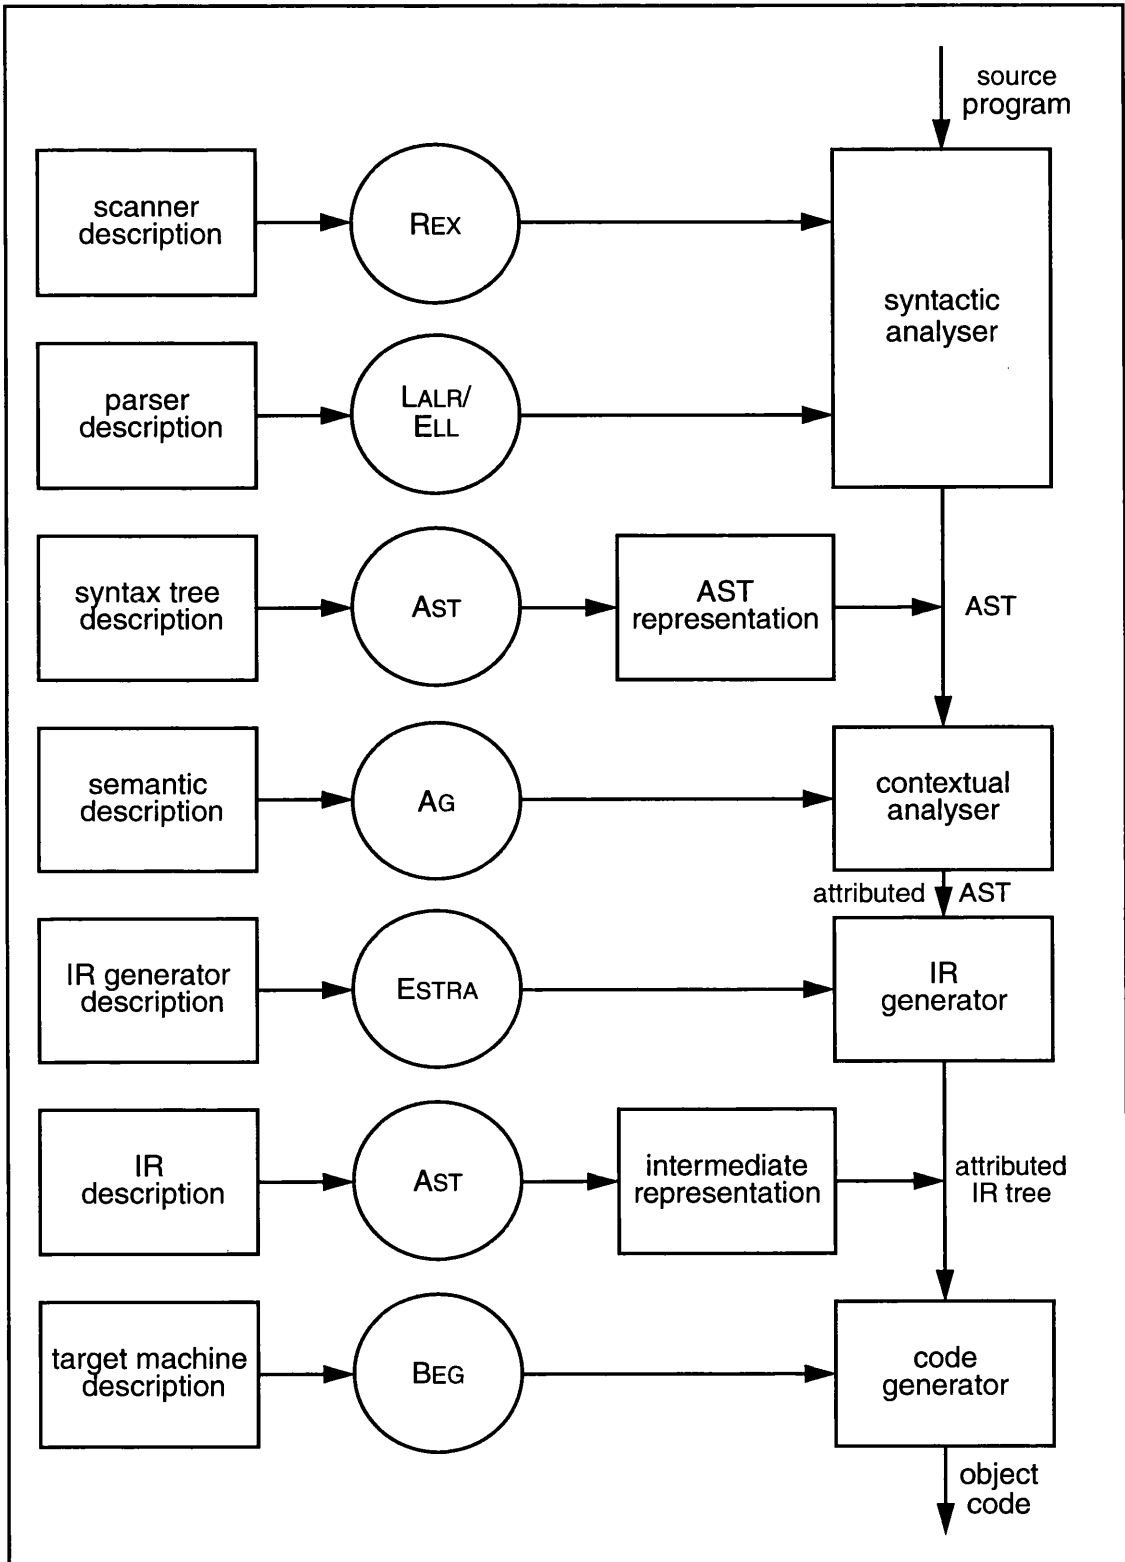 source
program
scanner
description
REX
syntactic
analyser
parser
description
LALR/
ELL
syntax tree
description
AST
AST
representation
AST
semantic
description
AG
contextual
analyser
attributed AST
IR generator
description
ESTRA
IR
generator
IR
description
AST
intermediate
representation
attributed
IR tree
target machine
description
BEG
code
generator
object
code